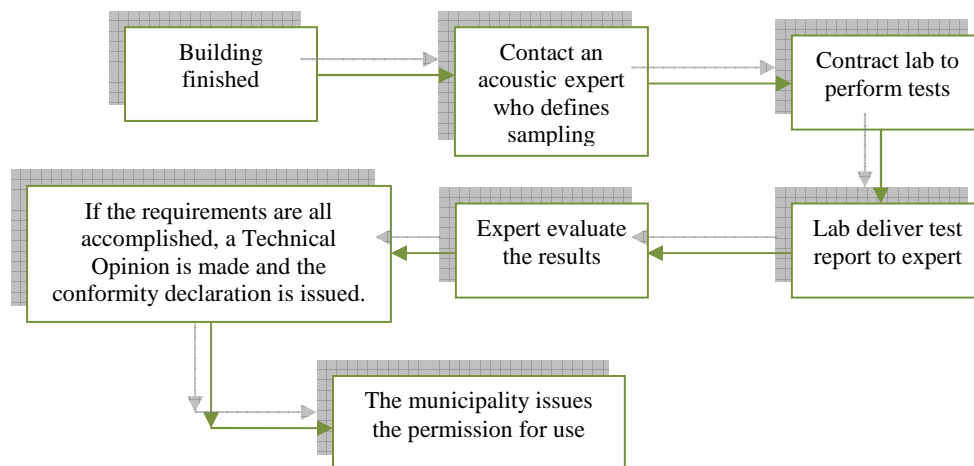 Building
finished
Contact an
acoustic expert
who defines
sampling
Contract lab to
perform tests
Lab deliver test
report to expert
Expert evaluate
the results
If the requirements are all
accomplished, a Technical
Opinion is made and the
conformity declaration is issued.
The municipality issues
the permission for use